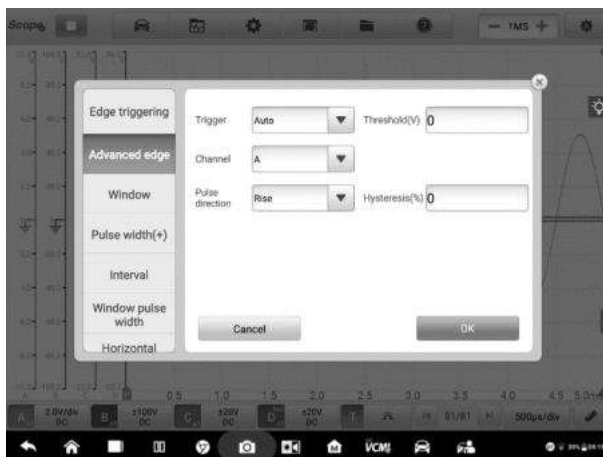 Scope
— 1MS +
Edge triggering
Advanced edge
Window
Pulse width(+)
Interval
Window pulse
width
Horizontal
Trigger
Auto
Threshold(V)
0
Channel
A
Pulse
direction
Rise
Hysteresis(%)
0
Cancel
OK
0.5 1.0 1.5 2.0 2.5 3.0 3.5 4.0 4.5
A
2.0V/div
DC
B
±100V
DC
C
±20V
DC
D
±20V
DC
T
01/01
500µs/div
VCMI